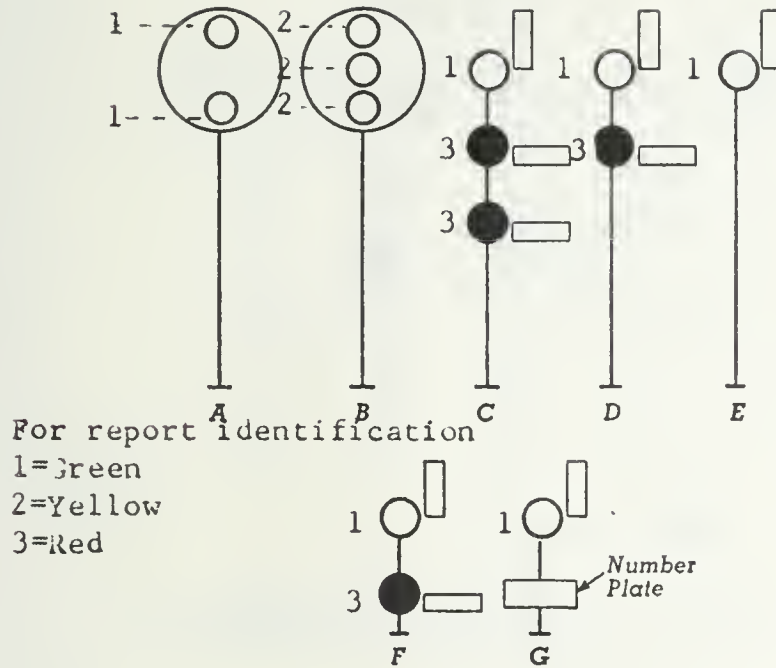 1 2
2
1 2
1 1 1
3 3
3
A B C D E
For report identification
1=Green
2=Yellow
3=Red
1 1
Number
Plate
3
F G